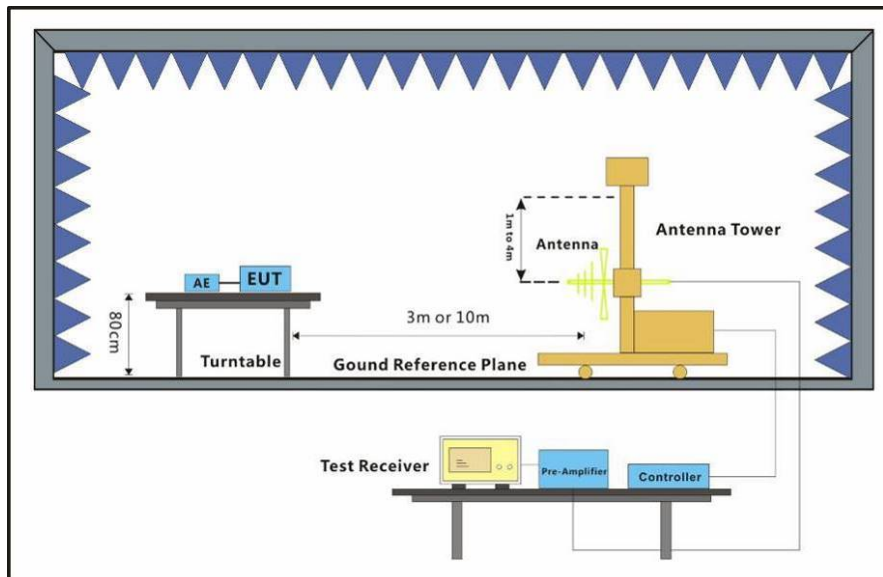 1m to 4m
Antenna
Antenna Tower
AE
EUT
80cm
3m or 10m
Turntable
Gound Reference Plane
Test Receiver
Pre-Amplifier
Controller